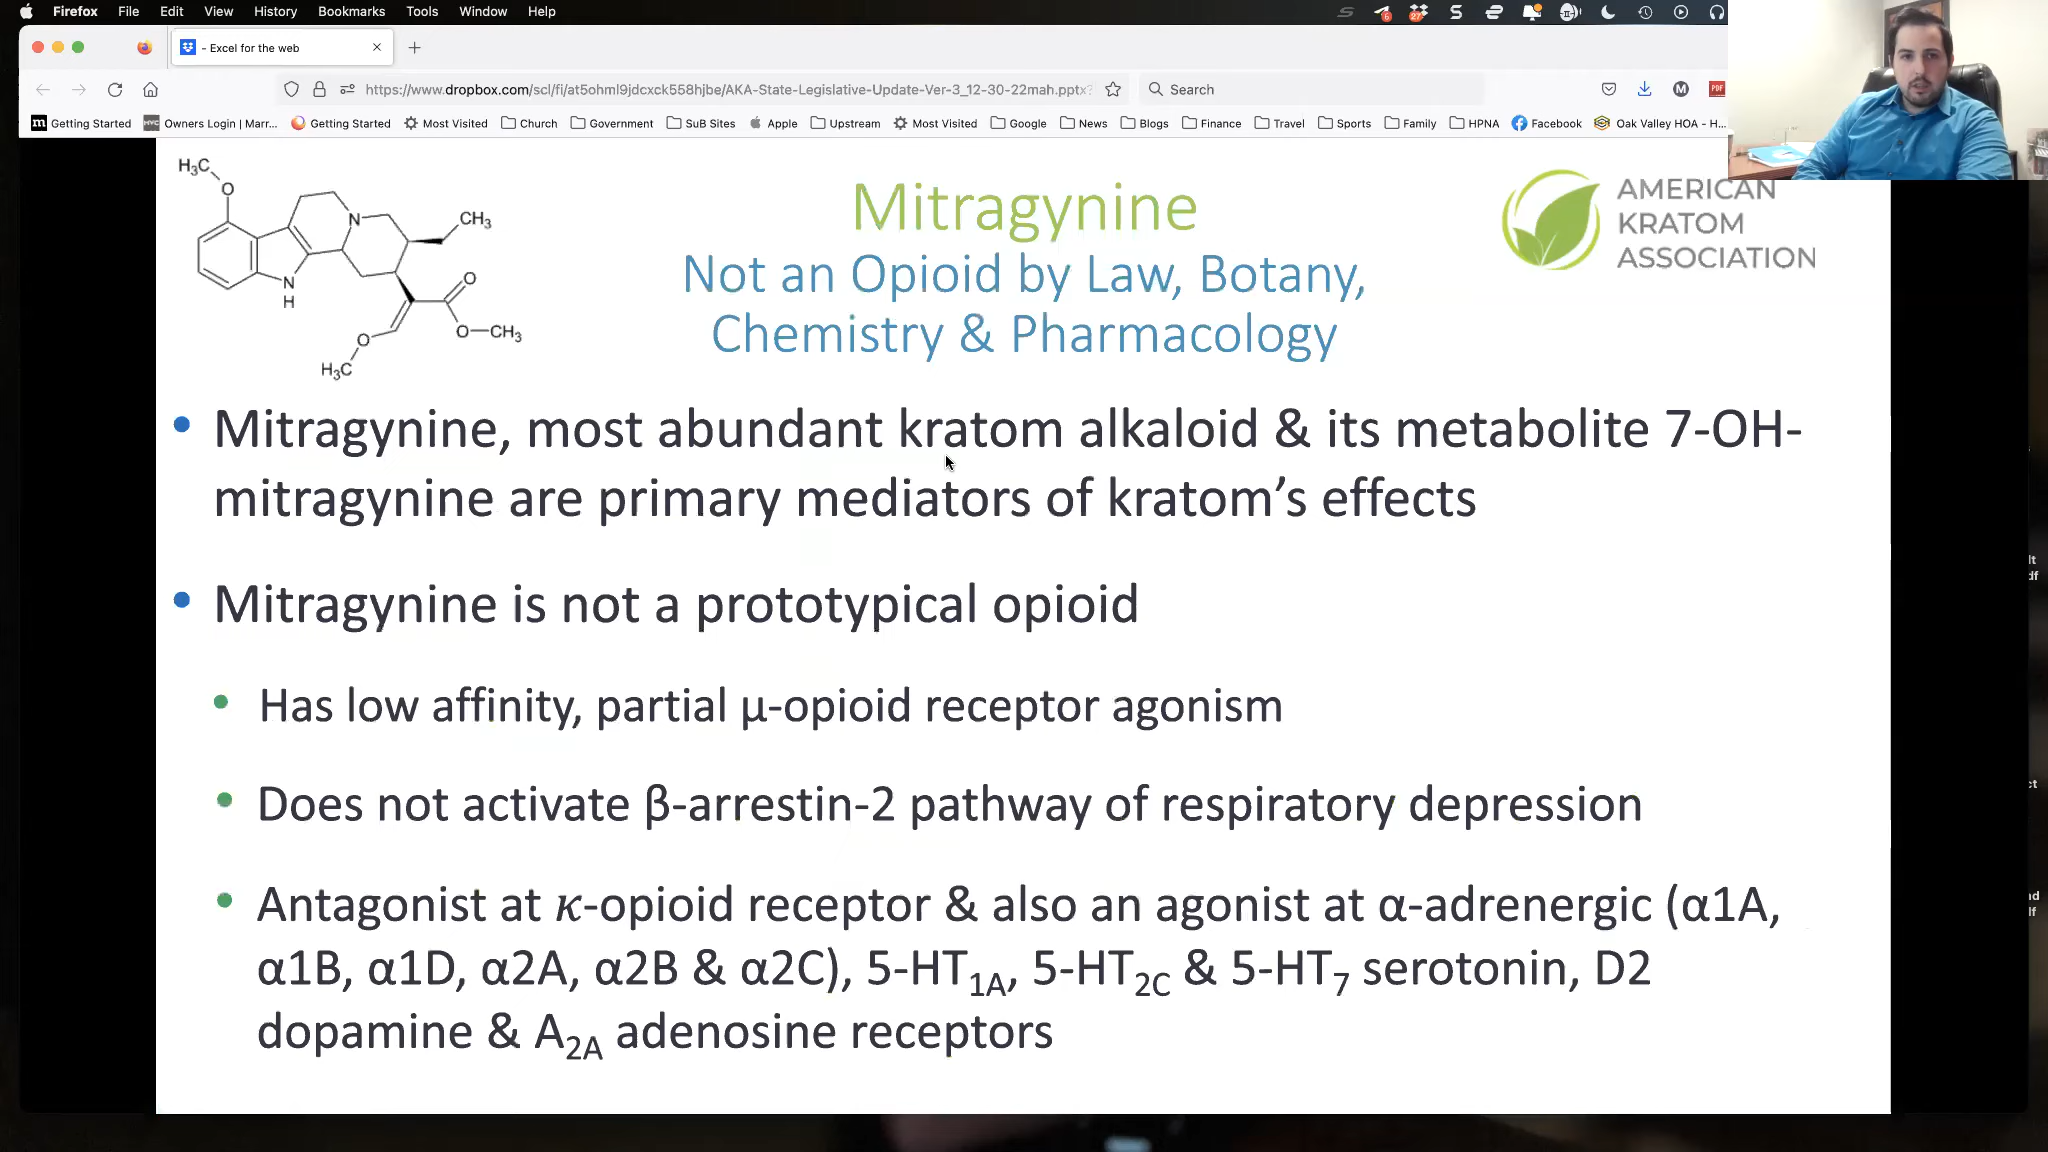 Firefox File Edit View History Bookmarks Tools Window Help
- Excel for the web
https://www.dropbox.com/scl/fi/at5ohml9jdcxck558hjbe/AKA-State-Legislative-Update-Ver-3_12-30-22mah.pptx?
Search
Getting Started Owners Login | Marr... Getting Started Most Visited Church Government SuB Sites Apple Upstream Most Visited Google News Blogs Finance Travel Sports Family HPNA Facebook Oak Valley HOA - H...
H₃C
O
N
CH₃
N
H
O
O
O—CH₃
H₃C
Mitragynine
Not an Opioid by Law, Botany,
Chemistry & Pharmacology
AMERICAN
KRATOM
ASSOCIATION
• Mitragynine, most abundant kratom alkaloid & its metabolite 7-OH-
mitragynine are primary mediators of kratom’s effects
• Mitragynine is not a prototypical opioid
• Has low affinity, partial μ-opioid receptor agonism
• Does not activate β-arrestin-2 pathway of respiratory depression
• Antagonist at κ-opioid receptor & also an agonist at α-adrenergic (α1A,
α1B, α1D, α2A, α2B & α2C), 5-HT₁A, 5-HT₂C & 5-HT₇ serotonin, D2
dopamine & A₂A adenosine receptors